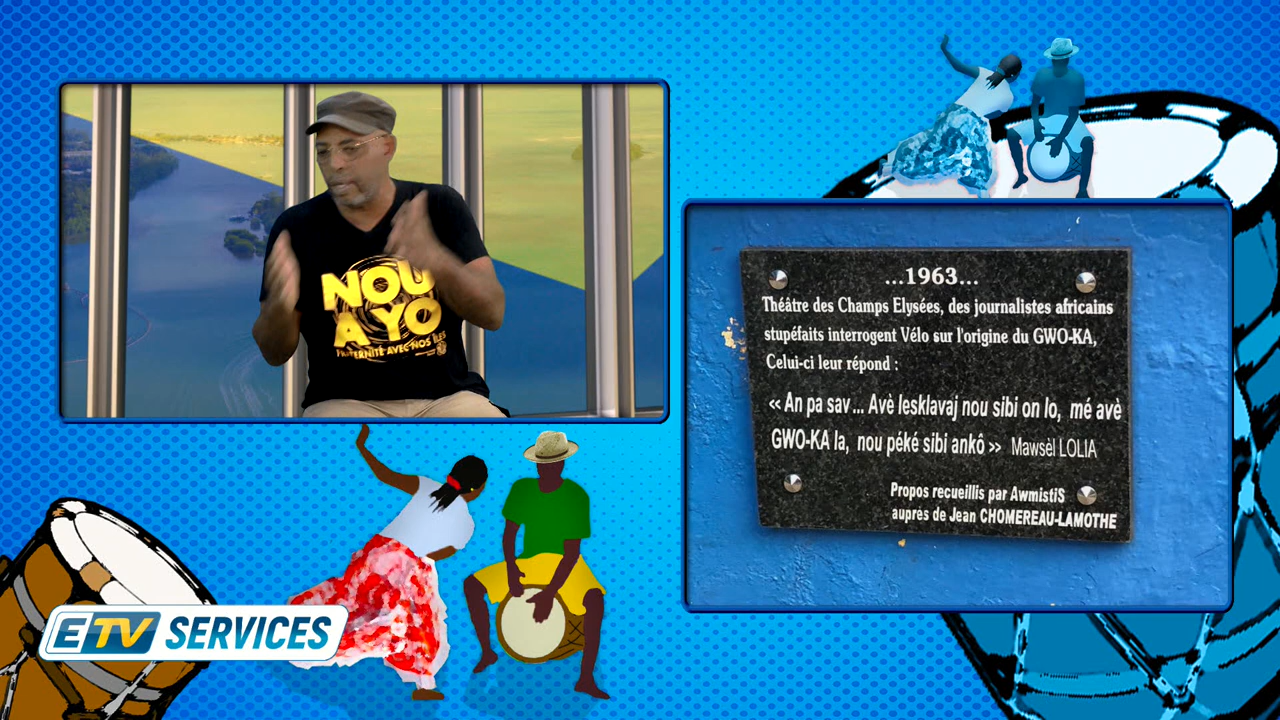 NOU
A YO
FRATERNITÉ AVEC NOS ÎLES
...1963...
Théâtre des Champs Elysées, des journalistes africains
stupéfaits interrogent Vélo sur l'origine du GWO-KA,
Celui-ci leur répond :
« An pa sav... Avè lesklavaj nou sibi on lo, mé avè
GWO-KA la, nou péké sibi ankô » Mawsèl LOLIA
Propos recueillis par AwmistiS
auprès de Jean CHOMEREAU-LAMOTHE
ETV SERVICES